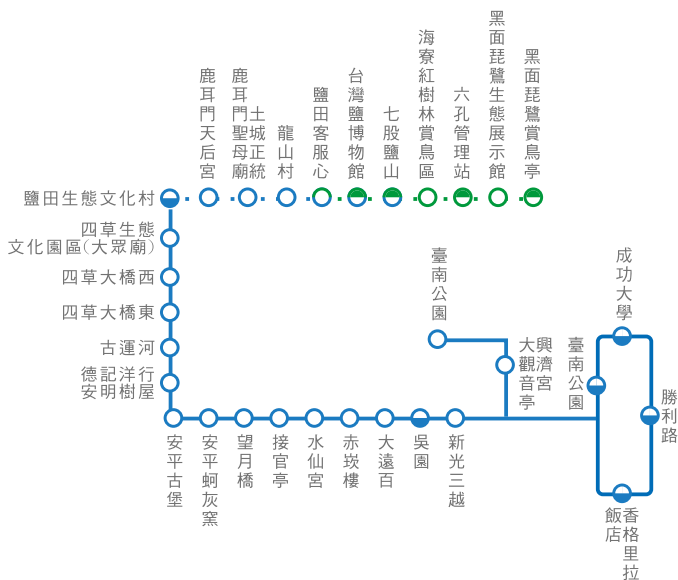 鹿耳門天后宮
鹿耳門聖母廟
土城正統
龍山村
鹽田客服心
台灣鹽博物館
七股鹽山
海寮紅樹林賞鳥區
六孔管理站
黑面琵鷺生態展示館
黑面琵鷺賞鳥亭
鹽田生態文化村
四草生態
文化園區(大眾廟)
四草大橋西
四草大橋東
古運河
德記洋行
安明樹屋
安平古堡
安平蚵灰窯
望月橋
接官亭
水仙宮
赤崁樓
大遠百
吳園
新光三越
臺南公園
大觀音亭
興濟宮
臺南公園
成功大學
勝利路
香格里拉
飯店